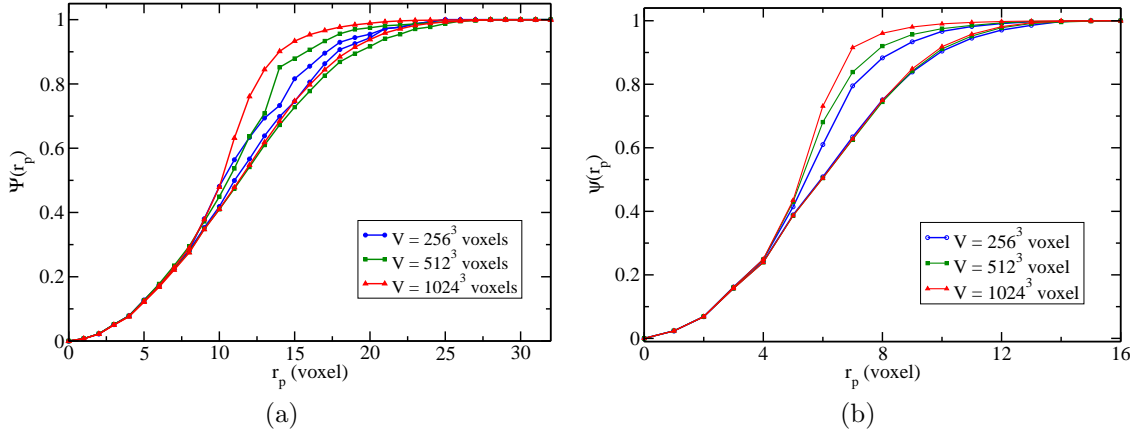 1
0.8
0.6
0.4
0.2
0
Ψ(r_p)
V = 256^3 voxels
V = 512^3 voxels
V = 1024^3 voxels
0 5 10 15 20 25 30
r_p (voxel)
(a)
1
0.8
0.6
0.4
0.2
0
ψ(r_p)
V = 256^3 voxel
V = 512^3 voxel
V = 1024^3 voxel
0 4 8 12 16
r_p (voxel)
(b)